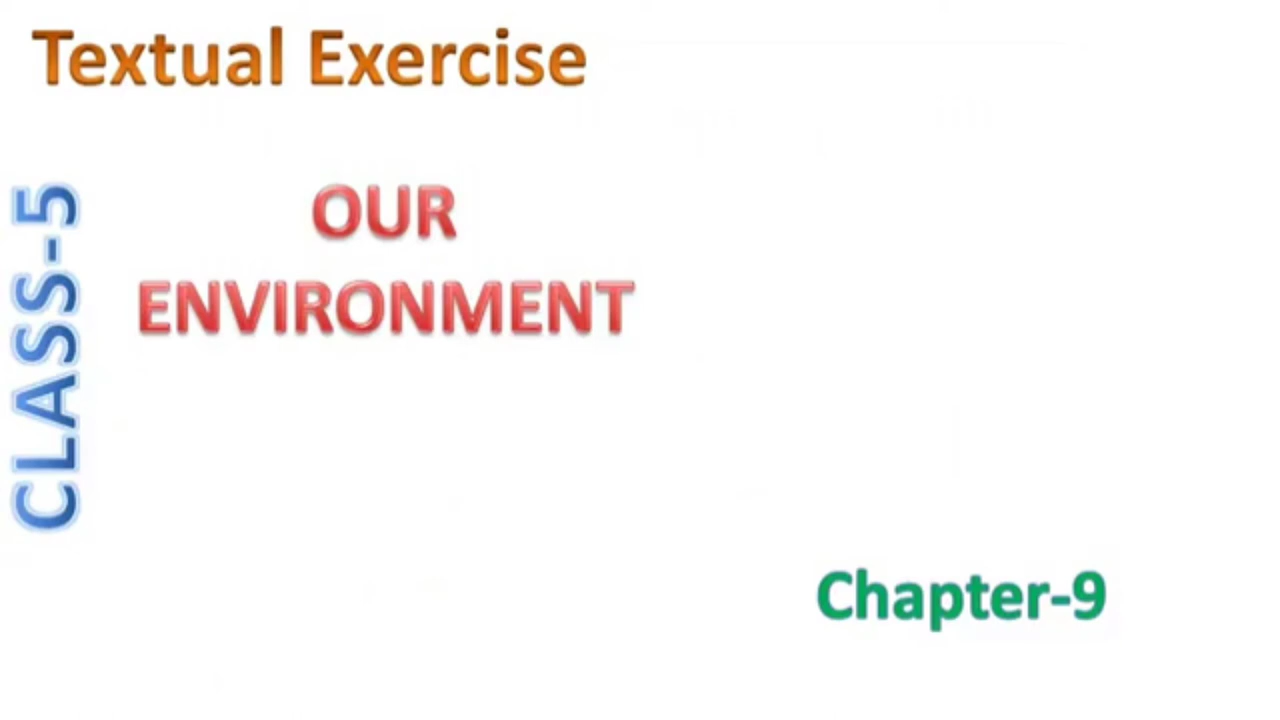 Textual Exercise
CLASS-5
OUR
ENVIRONMENT
Chapter-9